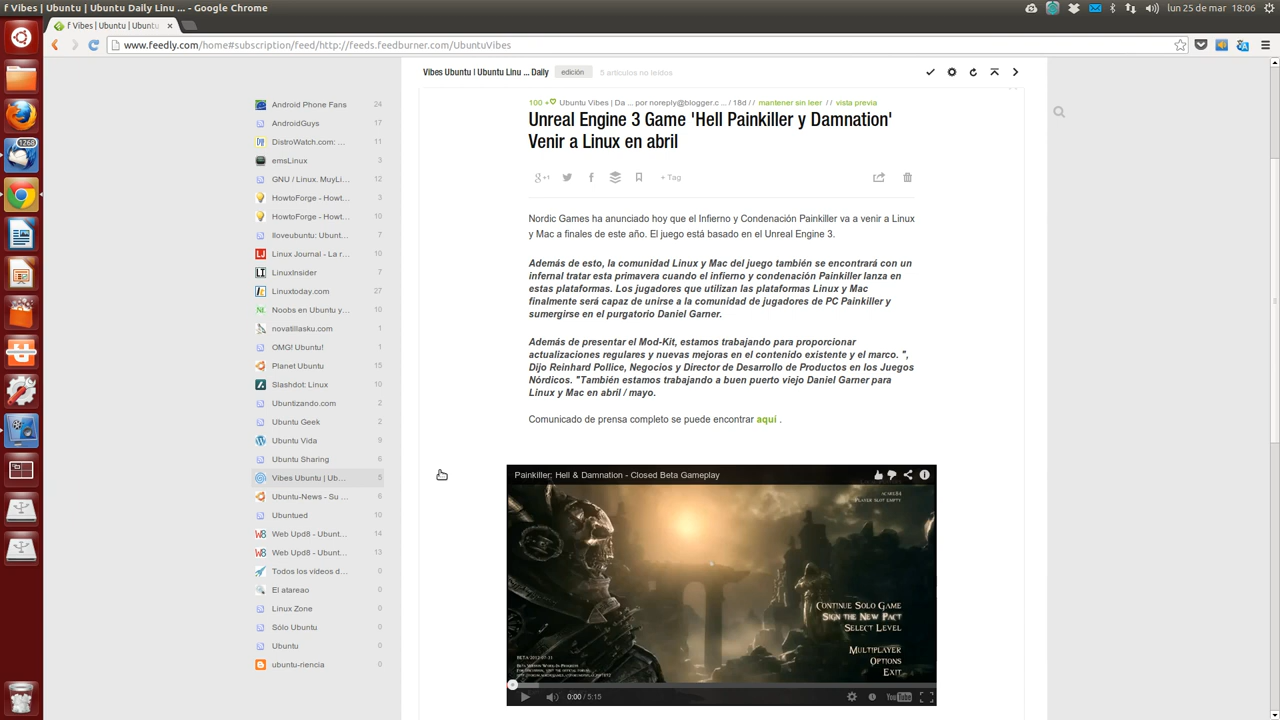 f Vibes | Ubuntu | Ubuntu Daily Linu ... - Google Chrome
lun 25 de mar 18:06
f Vibes | Ubuntu | Ubuntu
www.feedly.com/home#subscription/feed/http://feeds.feedburner.com/UbuntuVibes
1268
Vibes Ubuntu | Ubuntu Linu ... Daily edición 5 artículos no leídos
Android Phone Fans 24
AndroidGuys 17
DistroWatch.com: ... 11
emsLinux 3
GNU / Linux. MuyLi... 12
HowtoForge - Howt... 3
HowtoForge - Howt... 10
Iloveubuntu: Ubunt... 7
Linux Journal - La r... 10
LinuxInsider 7
Linuxtoday.com 27
Noobs en Ubuntu y... 10
novatillasku.com 1
OMG! Ubuntu! 1
Planet Ubuntu 15
Slashdot: Linux 10
Ubuntizando.com 2
Ubuntu Geek 2
Ubuntu Vida 9
Ubuntu Sharing 6
Vibes Ubuntu | Ub... 5
Ubuntu-News - Su ... 6
Ubuntued 10
Web Upd8 - Ubunt... 14
Web Upd8 - Ubunt... 13
Todos los vídeos d... 0
El atareao 0
Linux Zone 0
Sólo Ubuntu 0
Ubuntu 0
ubuntu-riencia 0
100 + Ubuntu Vibes | Da ... por noreply@blogger.c ... / 18d // mantener sin leer // vista previa
Unreal Engine 3 Game 'Hell Painkiller y Damnation'
Venir a Linux en abril
g+1 + Tag
Nordic Games ha anunciado hoy que el Infierno y Condenación Painkiller va a venir a Linux
y Mac a finales de este año. El juego está basado en el Unreal Engine 3.
Además de esto, la comunidad Linux y Mac del juego también se encontrará con un
infernal tratar esta primavera cuando el infierno y condenación Painkiller lanza en
estas plataformas. Los jugadores que utilizan las plataformas Linux y Mac
finalmente será capaz de unirse a la comunidad de jugadores de PC Painkiller y
sumergirse en el purgatorio Daniel Garner.
Además de presentar el Mod-Kit, estamos trabajando para proporcionar
actualizaciones regulares y nuevas mejoras en el contenido existente y el marco. ",
Dijo Reinhard Pollice, Negocios y Director de Desarrollo de Productos en los Juegos
Nórdicos. "También estamos trabajando a buen puerto viejo Daniel Garner para
Linux y Mac en abril / mayo.
Comunicado de prensa completo se puede encontrar aquí .
Painkiller: Hell & Damnation - Closed Beta Gameplay
Player Slot Empty
Continue Solo Game
Sign the New Pact
Select Level
Multiplayer
Options
Exit
0:00 / 5:15
YouTube